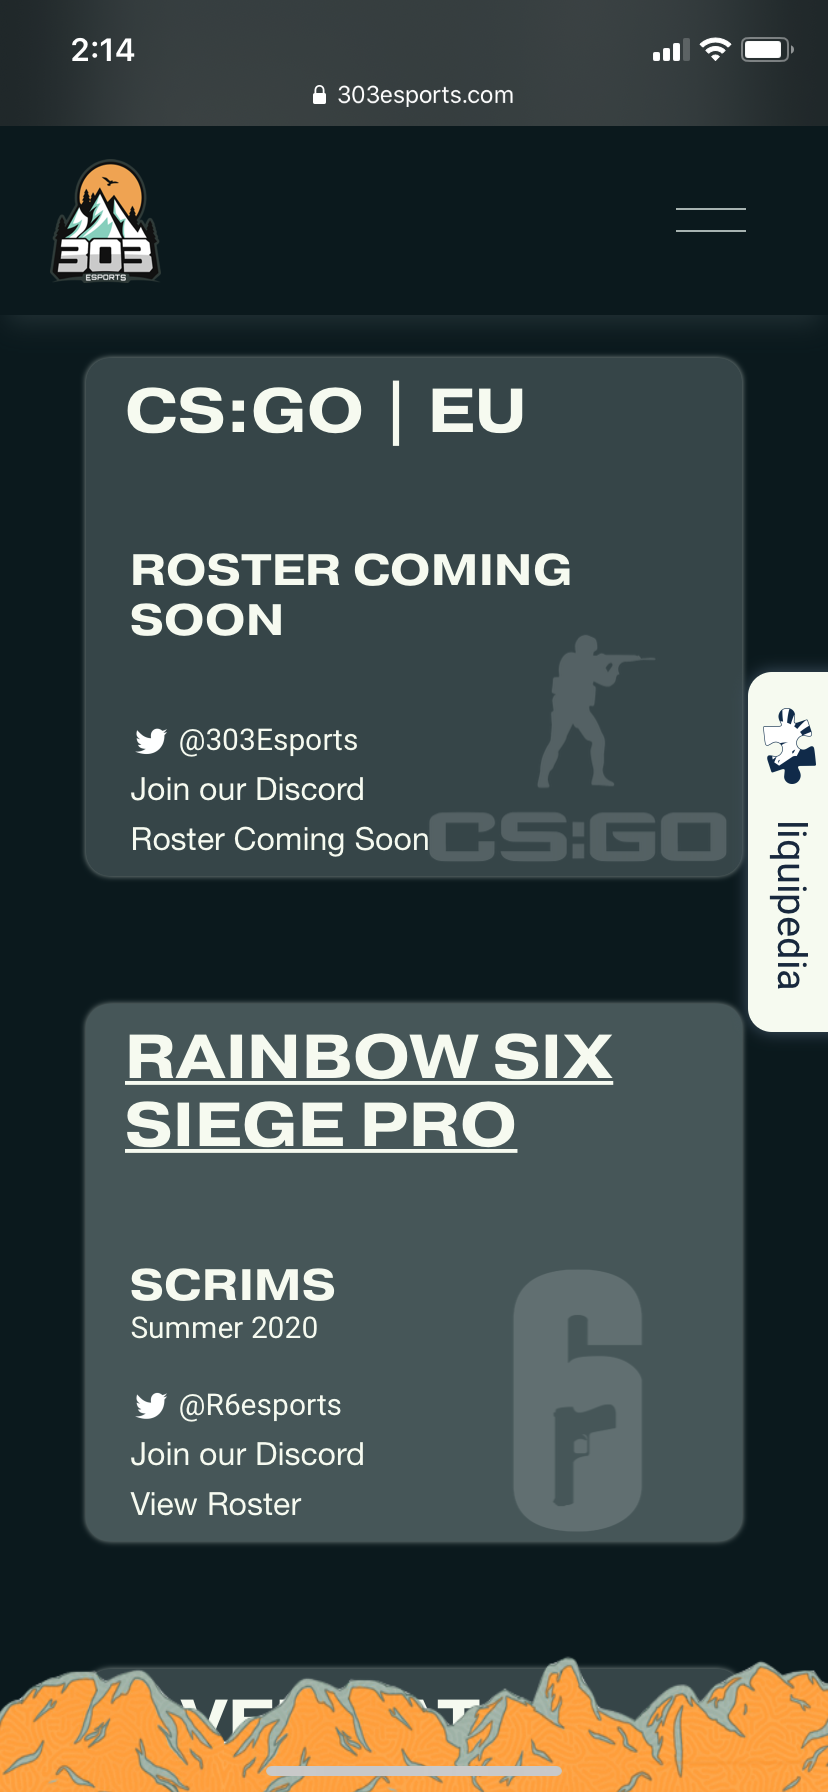 2:14
303esports.com
303
ESPORTS
CS:GO | EU
ROSTER COMING
SOON
@303Esports
Join our Discord
Roster Coming Soon
CS:GO
liquipedia
RAINBOW SIX
SIEGE PRO
SCRIMS
Summer 2020
6
@R6esports
Join our Discord
View Roster